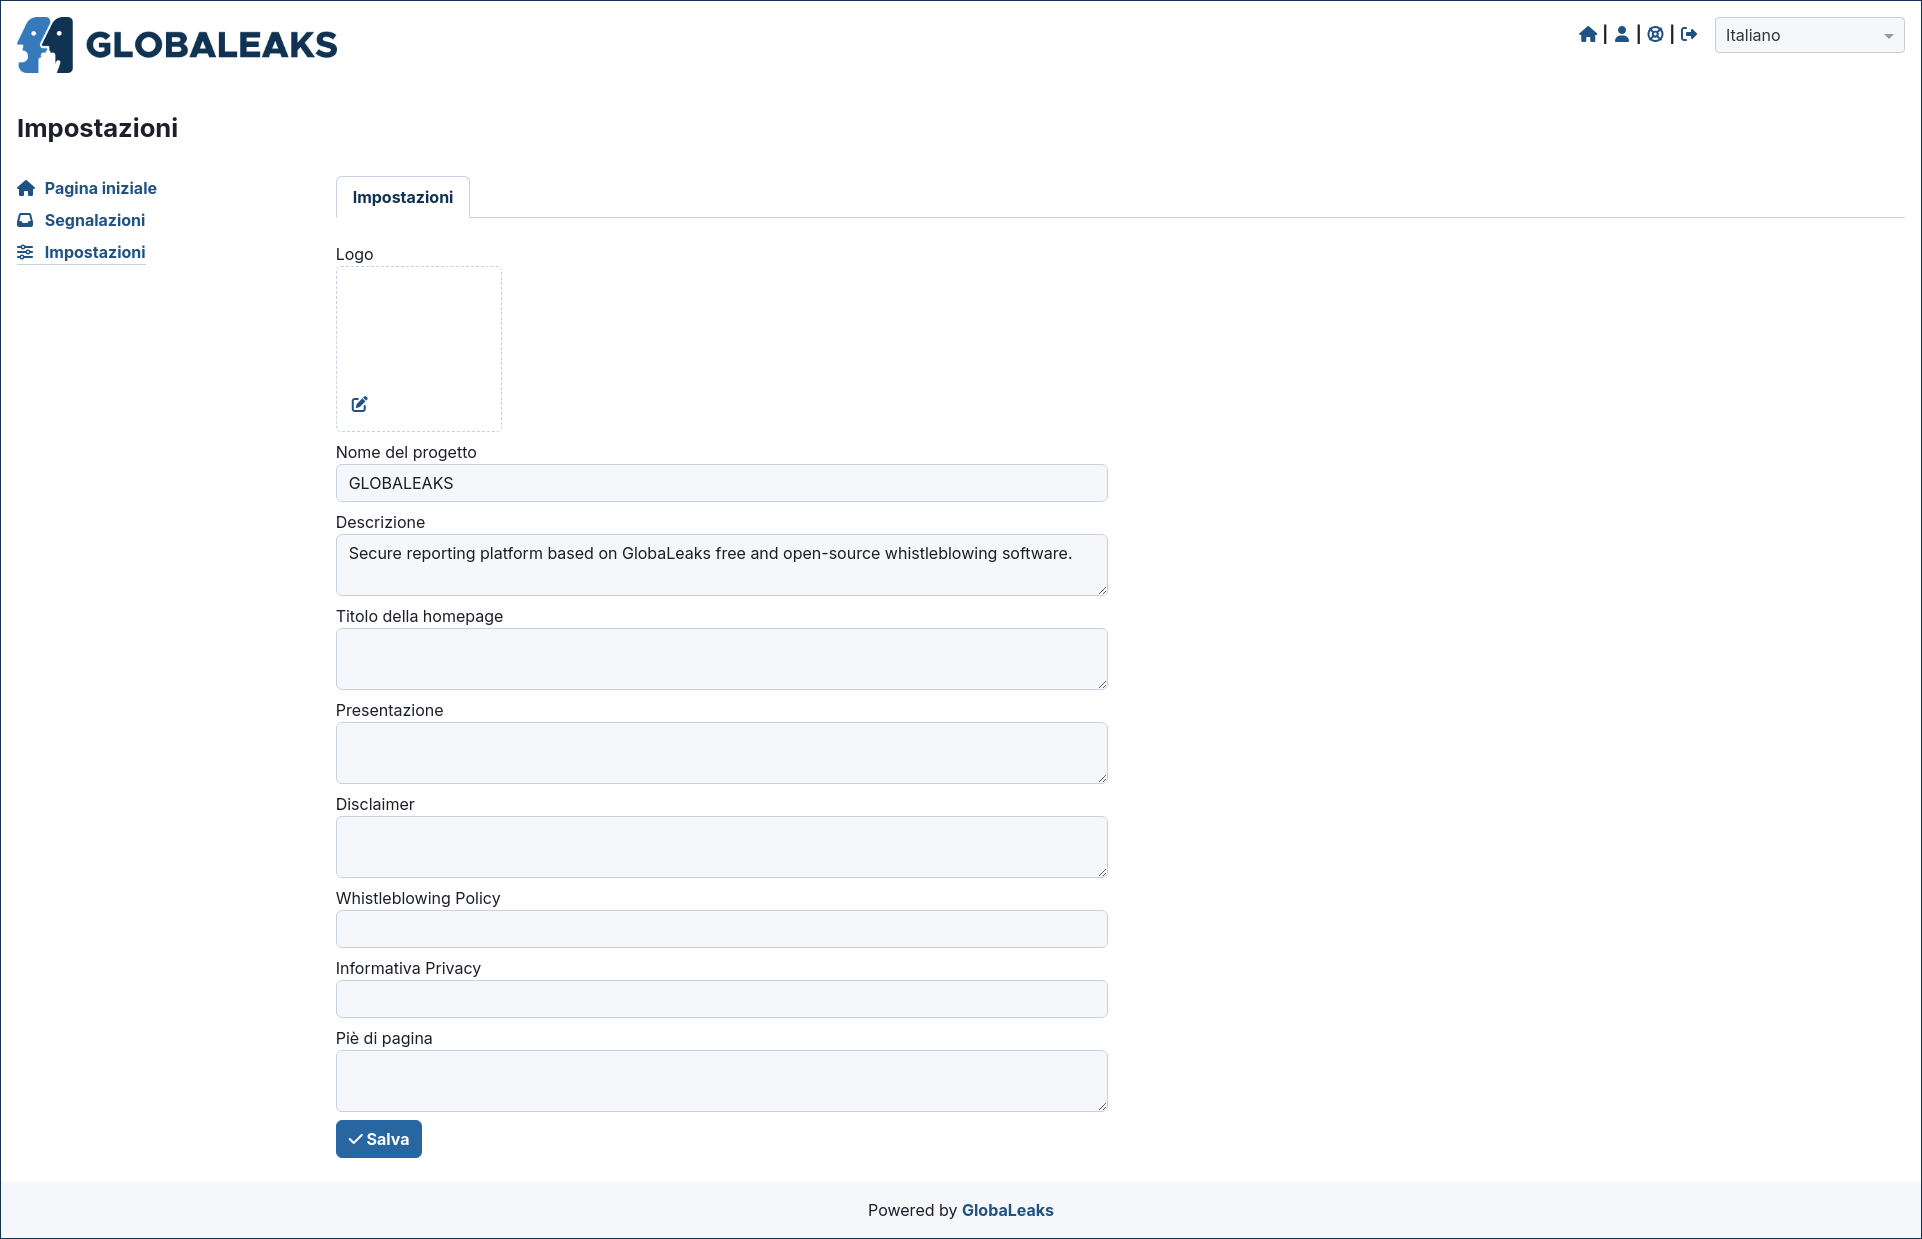 GLOBALEAKS
Italiano
Impostazioni
Pagina iniziale
Segnalazioni
Impostazioni
Impostazioni
Logo
Nome del progetto
GLOBALEAKS
Descrizione
Secure reporting platform based on GlobaLeaks free and open-source whistleblowing software.
Titolo della homepage
Presentazione
Disclaimer
Whistleblowing Policy
Informativa Privacy
Piè di pagina
Salva
Powered by GlobaLeaks